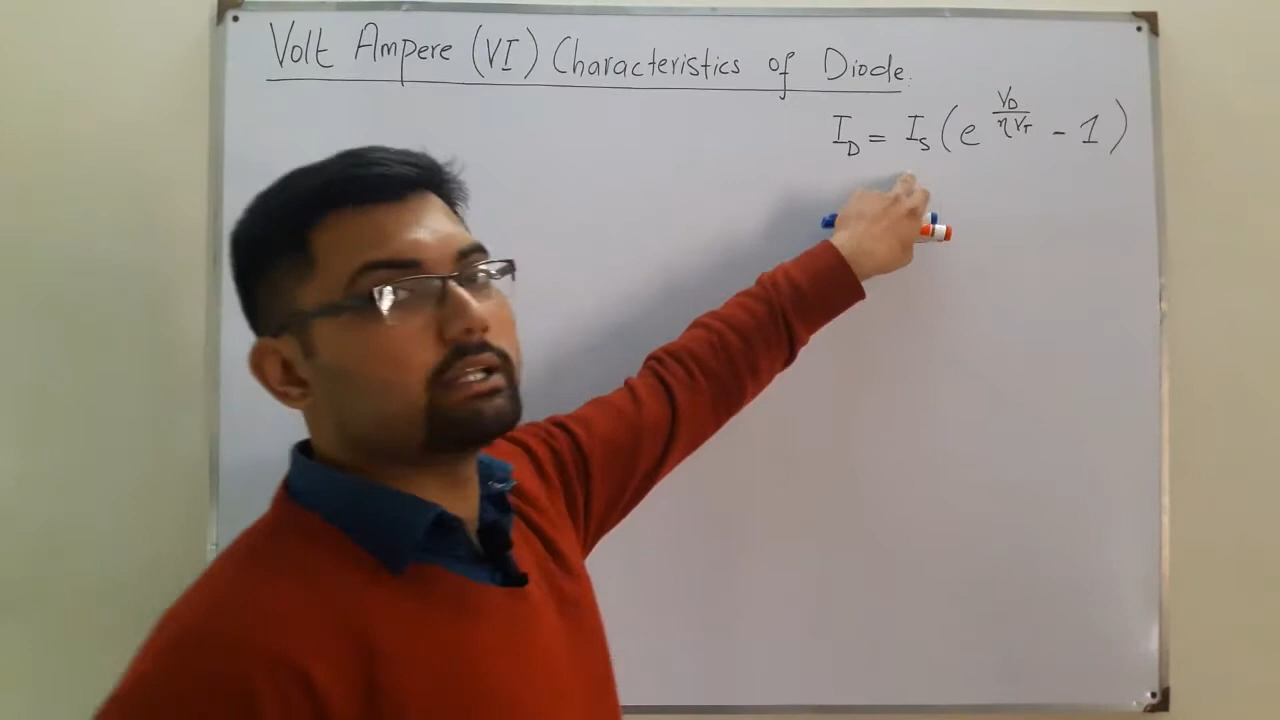 Volt Ampere (VI) Characteristics of Diode.
I_D = I_S (e^(V_D/ηV_T) - 1)